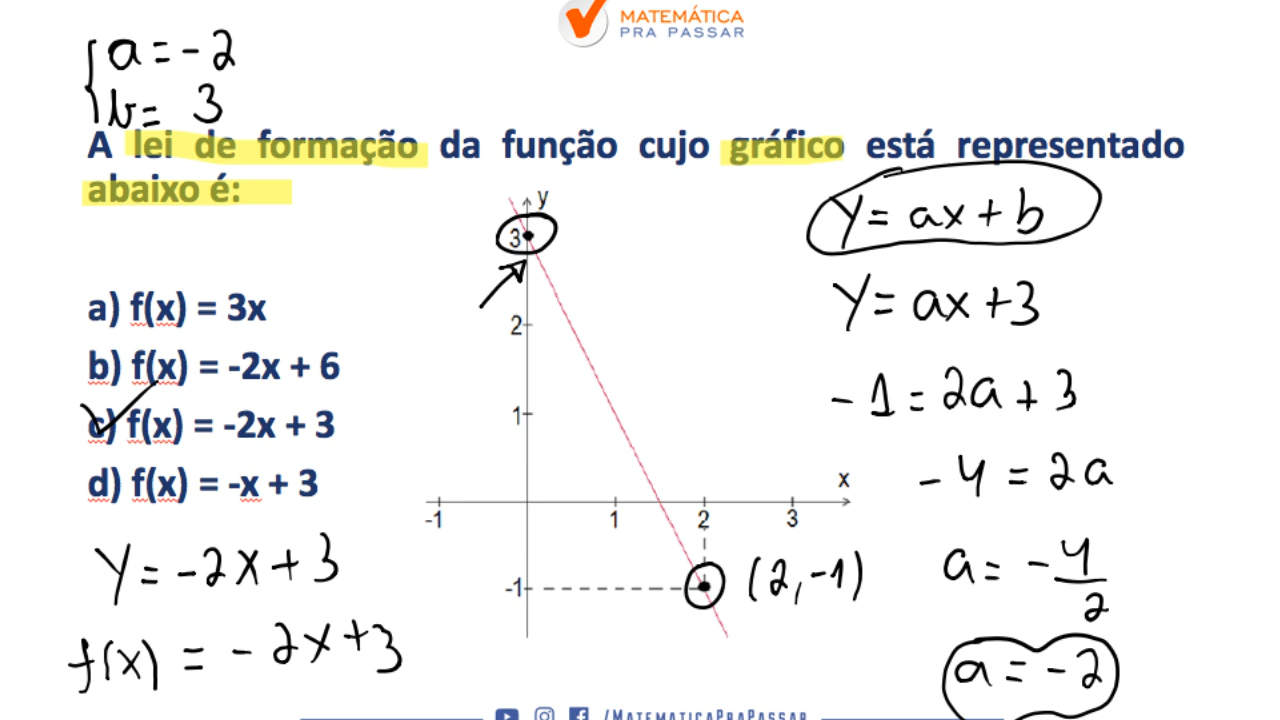 MATEMÁTICA
PRA PASSAR
a = -2
b = 3
A lei de formação da função cujo gráfico está representado
abaixo é:
a) f(x) = 3x
b) f(x) = -2x + 6
c) f(x) = -2x + 3
d) f(x) = -x + 3
Y = -2x + 3
f(x) = -2x + 3
y
3
2
1
x
-1 1 2 3
-1
(2, -1)
Y = ax + b
Y = ax + 3
-1 = 2a + 3
-4 = 2a
a = -4/2
a = -2
/MATEMATICAPRAPASSAR